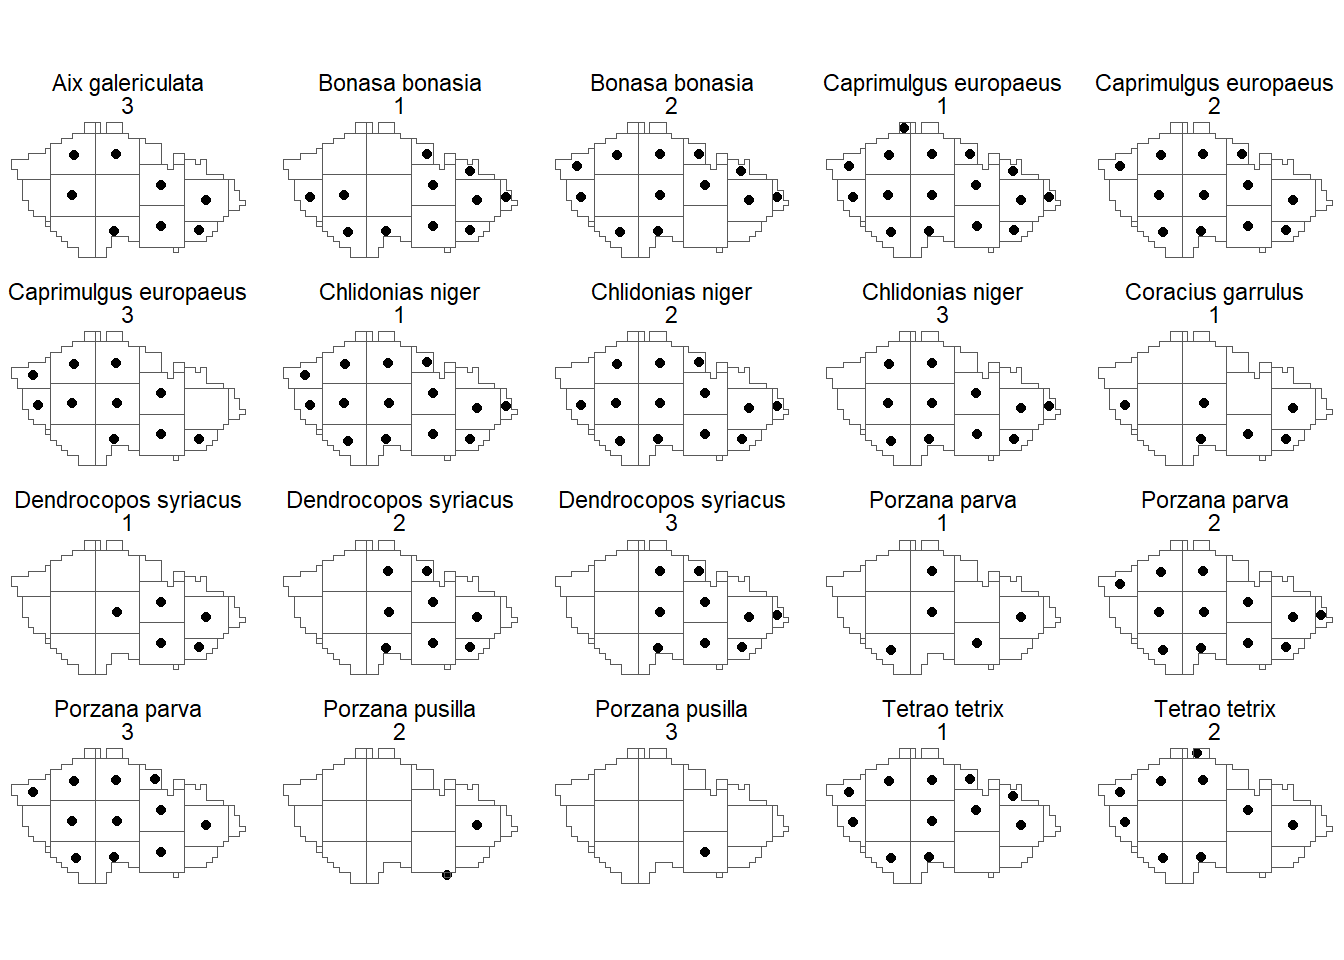 Aix galericulata
3
Bonasa bonasia
1
Bonasa bonasia
2
Caprimulgus europaeus
1
Caprimulgus europaeus
2
Caprimulgus europaeus
3
Chlidonias niger
1
Chlidonias niger
2
Chlidonias niger
3
Coracius garrulus
1
Dendrocopos syriacus
1
Dendrocopos syriacus
2
Dendrocopos syriacus
3
Porzana parva
1
Porzana parva
2
Porzana parva
3
Porzana pusilla
2
Porzana pusilla
3
Tetrao tetrix
1
Tetrao tetrix
2